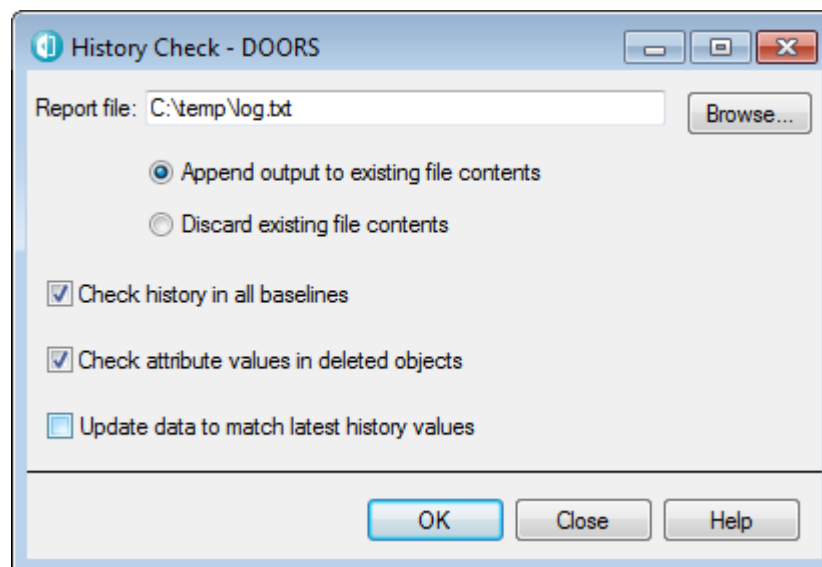 History Check - DOORS
Report file: C:\temp\log.txt Browse...
Append output to existing file contents
Discard existing file contents
Check history in all baselines
Check attribute values in deleted objects
Update data to match latest history values
OK Close Help